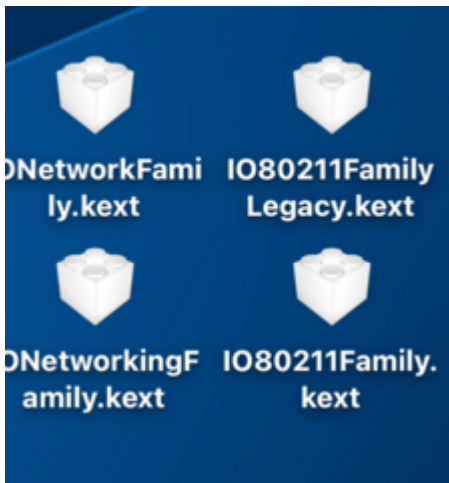 ONetworkFami
ly.kext
IO80211Family
Legacy.kext
ONetworkingF
amily.kext
IO80211Family.
kext